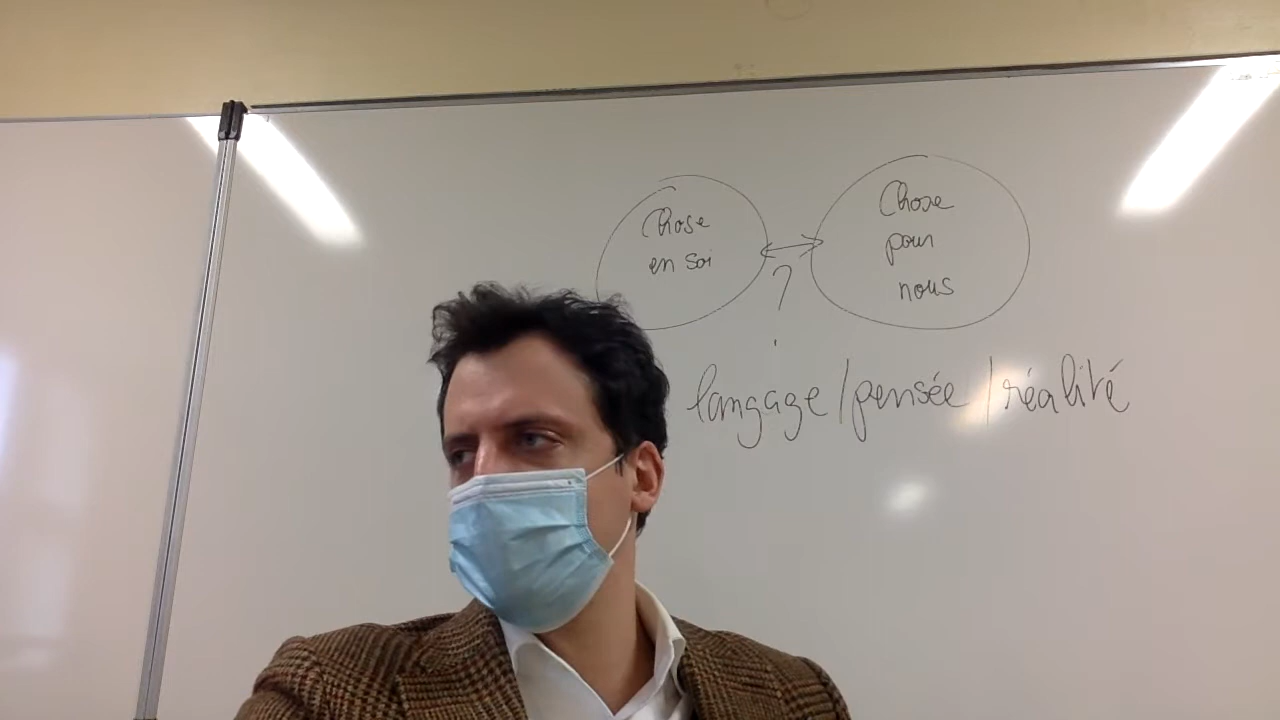 Chose
en soi
?
Chose
pour
nous
langage / pensée / réalité